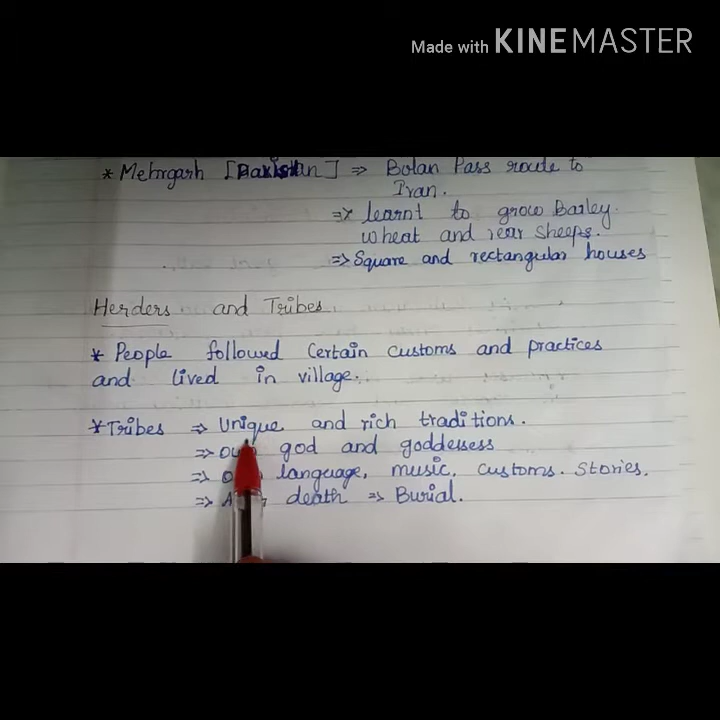 Made with KINEMASTER
* Mehrgarh [Pakistan] ⇒ Bolan Pass route to
Iran.
⇒ learnt to grow Barley.
wheat and rear sheeps.
⇒ Square and rectangular houses
Herders and Tribes
* People followed certain customs and practices
and lived in village.
* Tribes ⇒ Unique and rich traditions.
⇒ god and goddesess
⇒ language, music, customs. Stories.
⇒ death ⇒ Burial.